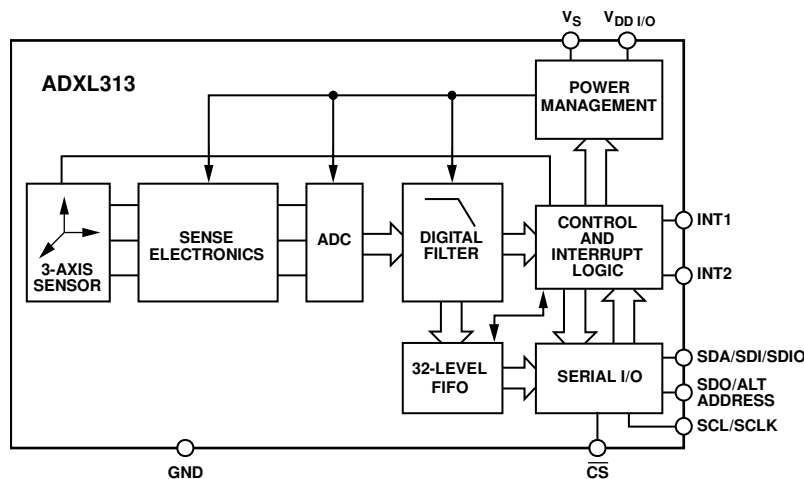 VS
VDD I/O
ADXL313
POWER
MANAGEMENT
3-AXIS
SENSOR
SENSE
ELECTRONICS
ADC
DIGITAL
FILTER
CONTROL
AND
INTERRUPT
LOGIC
INT1
INT2
32-LEVEL
FIFO
SERIAL I/O
SDA/SDI/SDIO
SDO/ALT
ADDRESS
SCL/SCLK
GND
C̅S̅